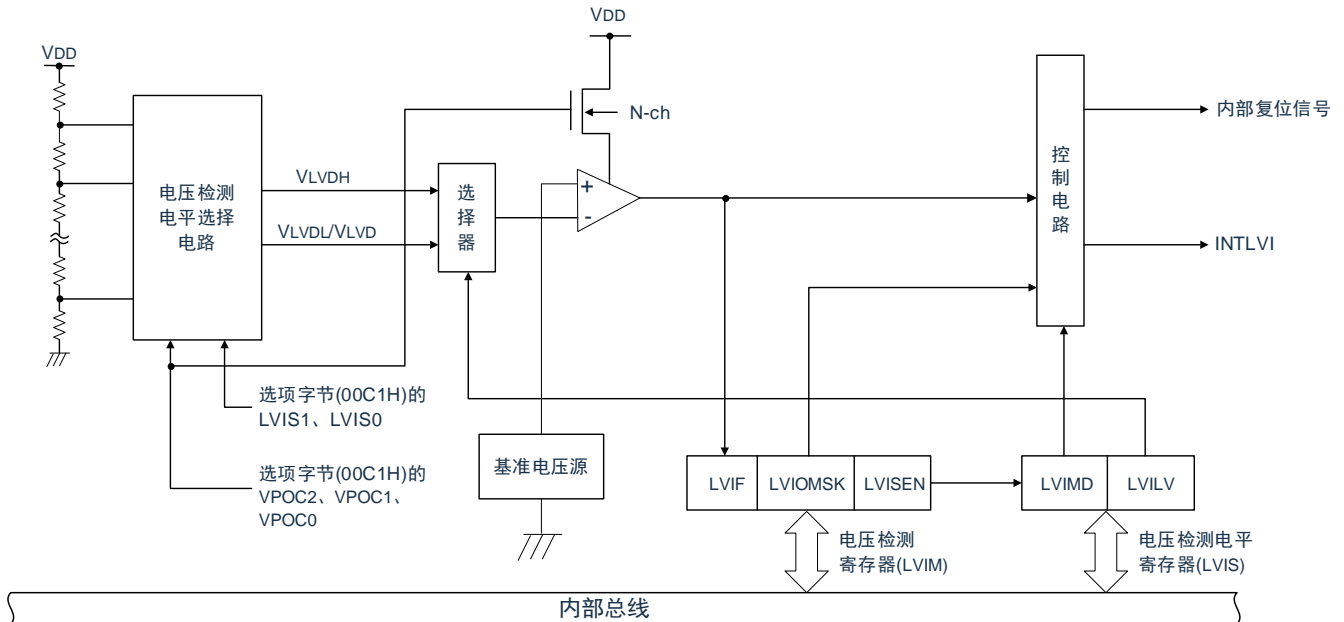 VDD
VDD
N-ch
内部复位信号
控
制
电
路
电压检测
电平选择
电路
VLVDH
VLVDL/VLVD
选
择
器
+
-
INTLVI
选项字节(00C1H)的
LVIS1、LVIS0
选项字节(00C1H)的
VPOC2、VPOC1、
VPOC0
基准电压源
LVIF
LVIOMSK
LVISEN
LVIMD
LVILV
电压检测
寄存器(LVIM)
电压检测电平
寄存器(LVIS)
内部总线